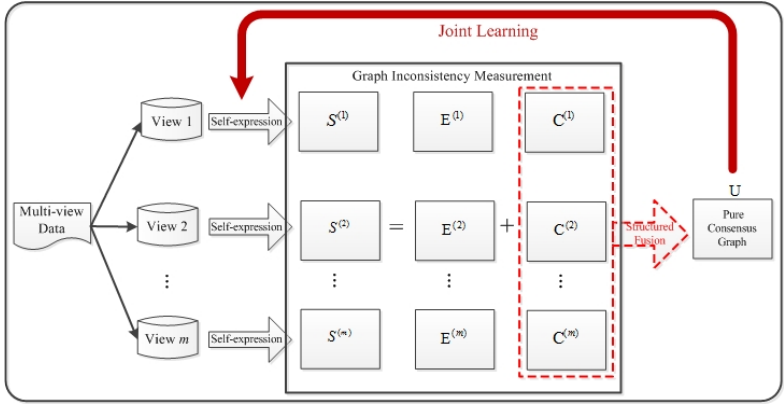 Joint Learning
Graph Inconsistency Measurement
View 1
Self-expression
S⁽¹⁾
E⁽¹⁾
C⁽¹⁾
Multi-view
Data
View 2
Self-expression
S⁽²⁾
=
E⁽²⁾
+
C⁽²⁾
Structured
Fusion
U
Pure
Consensus
Graph
⋮
⋮
⋮
⋮
View m
Self-expression
S⁽ᵐ⁾
E⁽ᵐ⁾
C⁽ᵐ⁾